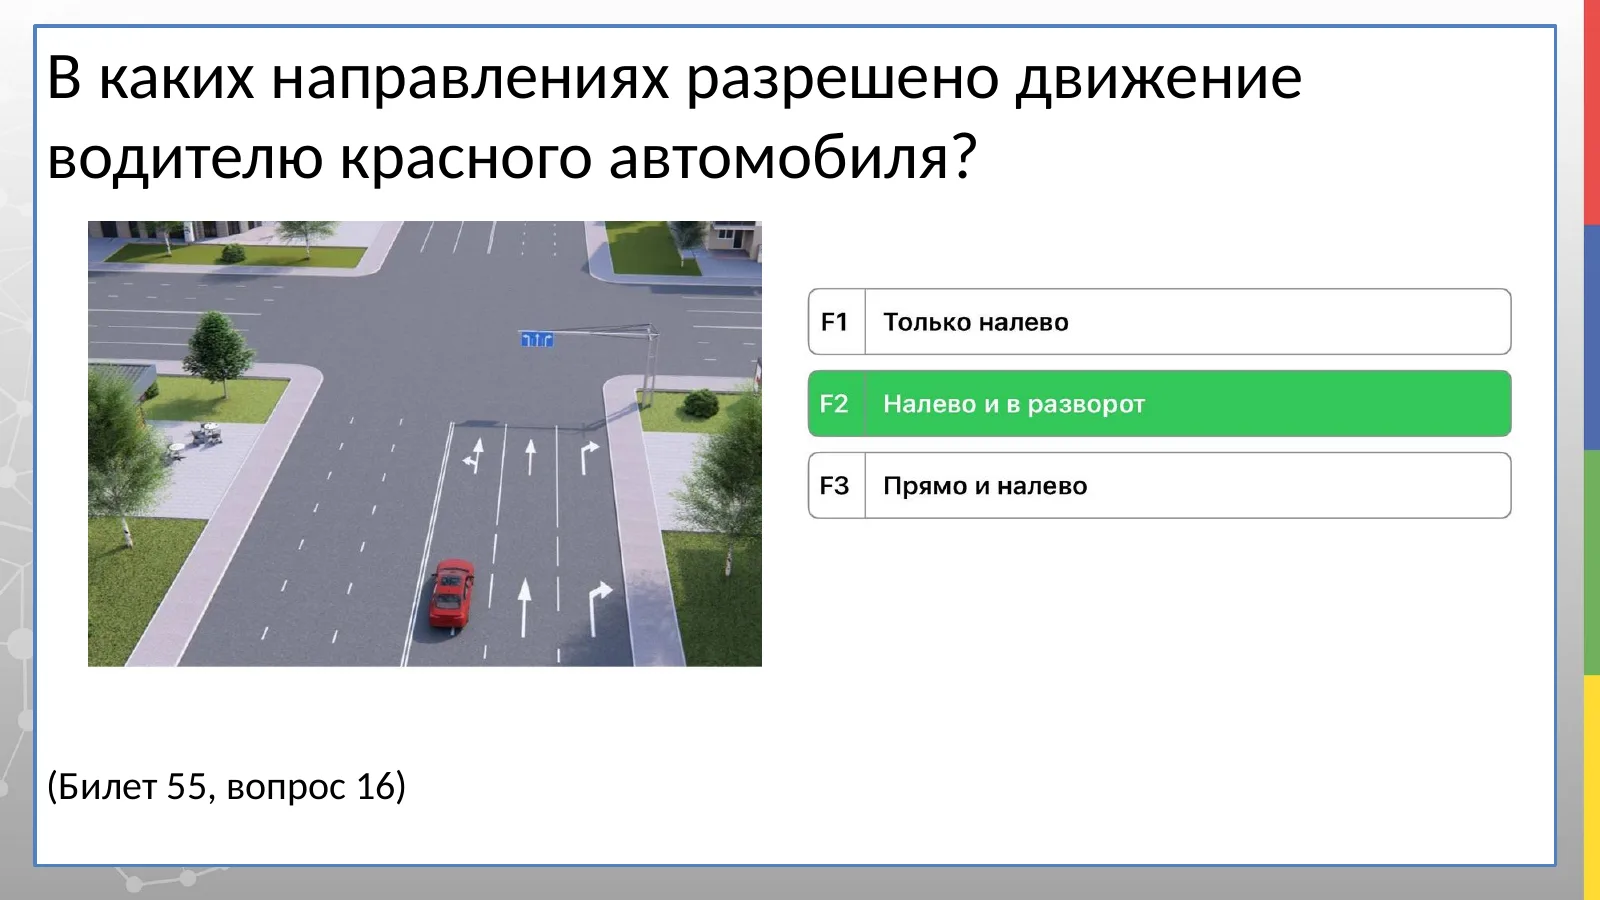 В каких направлениях разрешено движение
водителю красного автомобиля?
F1 Только налево
F2 Налево и в разворот
F3 Прямо и налево
(Билет 55, вопрос 16)